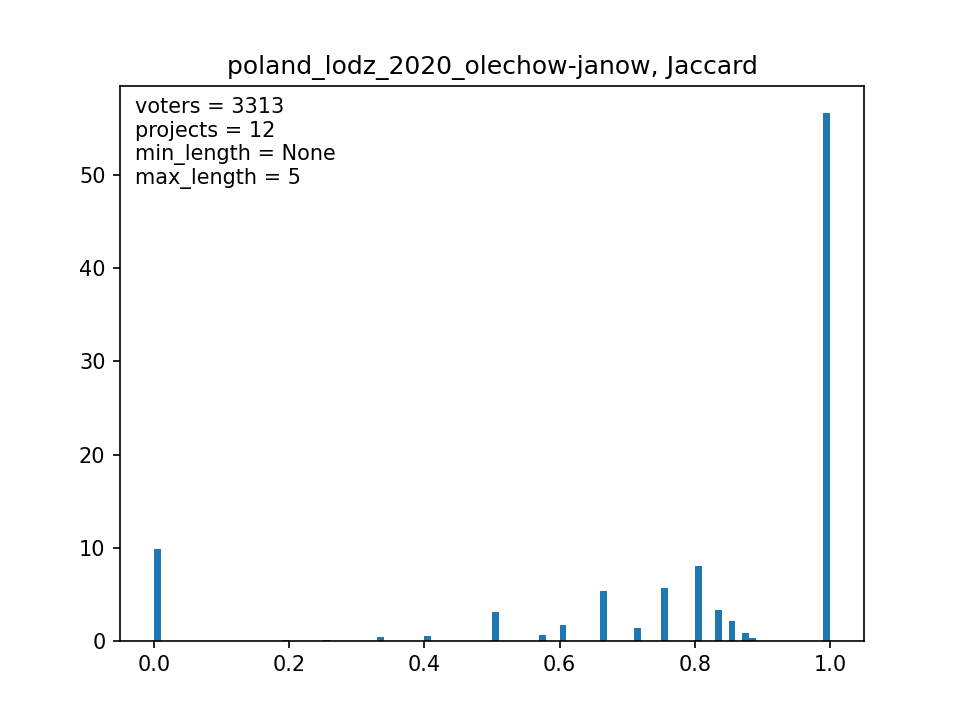 poland_lodz_2020_olechow-janow, Jaccard
voters = 3313
projects = 12
min_length = None
max_length = 5
50
40
30
20
10
0
0.0 0.2 0.4 0.6 0.8 1.0